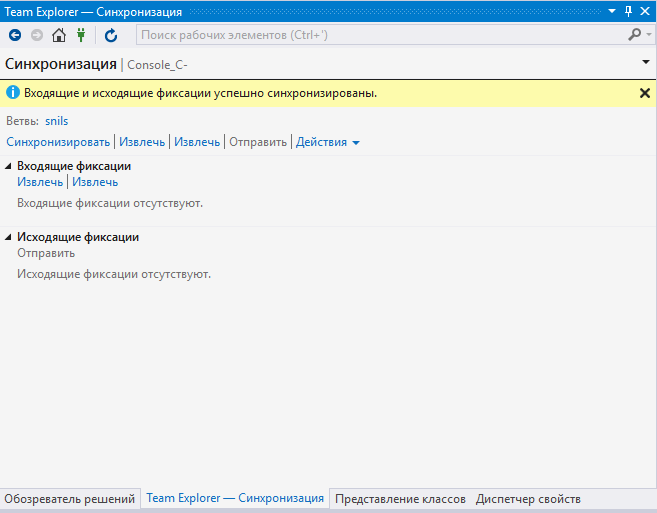 Team Explorer — Синхронизация
Поиск рабочих элементов (Ctrl+')
Синхронизация | Console_C-
Входящие и исходящие фиксации успешно синхронизированы.
Ветвь: snils
Синхронизировать | Извлечь | Извлечь | Отправить | Действия
Входящие фиксации
Извлечь | Извлечь
Входящие фиксации отсутствуют.
Исходящие фиксации
Отправить
Исходящие фиксации отсутствуют.
Обозреватель решений Team Explorer — Синхронизация Представление классов Диспетчер свойств